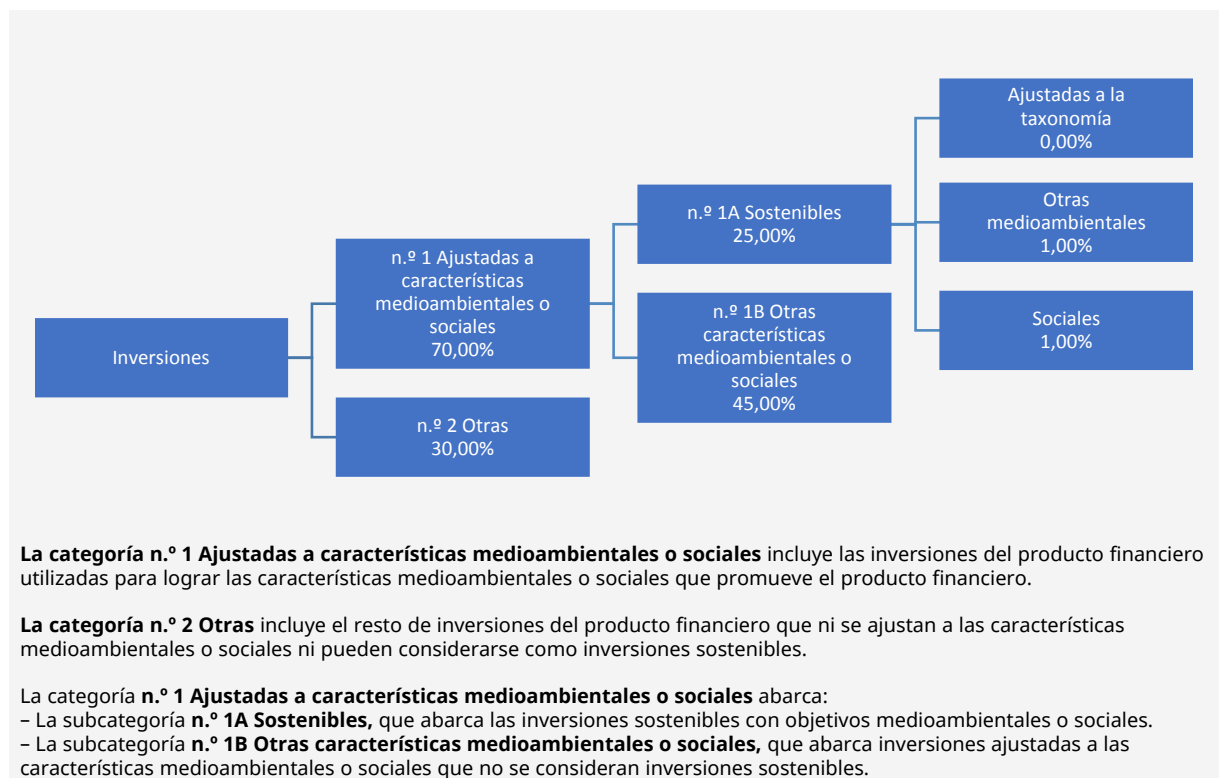 Inversiones
n.º 1 Ajustadas a
características
medioambientales o
sociales
70,00%
n.º 2 Otras
30,00%
n.º 1A Sostenibles
25,00%
n.º 1B Otras
características
medioambientales o
sociales
45,00%
Ajustadas a la
taxonomía
0,00%
Otras
medioambientales
1,00%
Sociales
1,00%
La categoría n.º 1 Ajustadas a características medioambientales o sociales incluye las inversiones del producto financiero
utilizadas para lograr las características medioambientales o sociales que promueve el producto financiero.
La categoría n.º 2 Otras incluye el resto de inversiones del producto financiero que ni se ajustan a las características
medioambientales o sociales ni pueden considerarse como inversiones sostenibles.
La categoría n.º 1 Ajustadas a características medioambientales o sociales abarca:
– La subcategoría n.º 1A Sostenibles, que abarca las inversiones sostenibles con objetivos medioambientales o sociales.
– La subcategoría n.º 1B Otras características medioambientales o sociales, que abarca inversiones ajustadas a las
características medioambientales o sociales que no se consideran inversiones sostenibles.